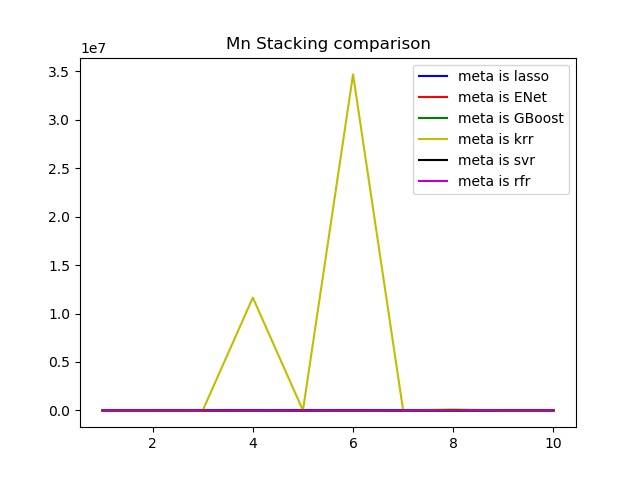 Mn Stacking comparison
1e7
3.5
3.0
2.5
2.0
1.5
1.0
0.5
0.0
meta is lasso
meta is ENet
meta is GBoost
meta is krr
meta is svr
meta is rfr
2 4 6 8 10